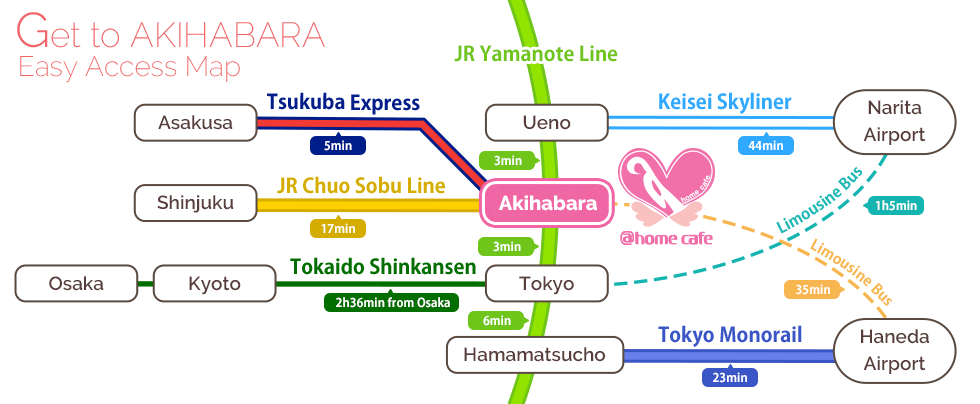 Get to AKIHABARA
Easy Access Map
JR Yamanote Line
Tsukuba Express
Keisei Skyliner
Asakusa
Ueno
Narita
Airport
5min
44min
3min
JR Chuo Sobu Line
home cafe
Limousine Bus
Shinjuku
Akihabara
1h5min
17min
@home cafe
3min
Limousine Bus
Tokaido Shinkansen
Osaka
Kyoto
Tokyo
35min
2h36min from Osaka
6min
Tokyo Monorail
Haneda
Airport
Hamamatsucho
23min